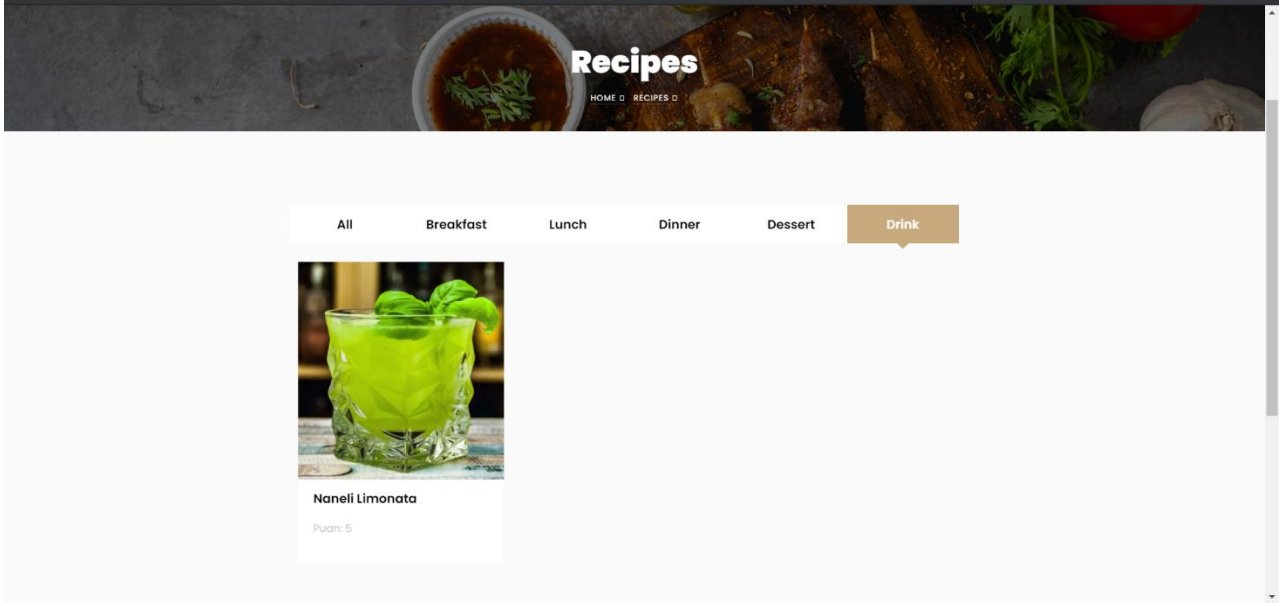 Recipes
HOME RECIPES
All Breakfast Lunch Dinner Dessert Drink
Naneli Limonata
Puan: 5